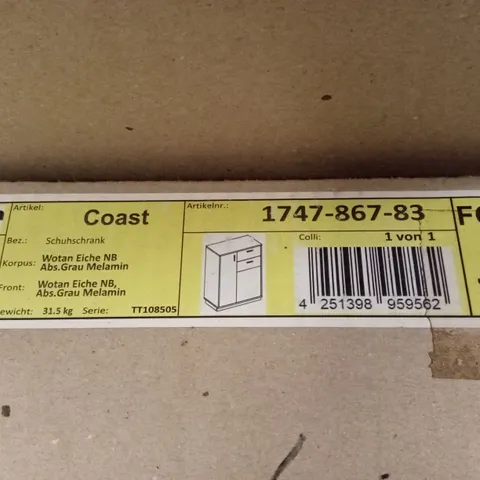 Artikel: Coast
Artikelnr.: 1747-867-83
Bez.: Schuhschrank
Colli: 1 von 1
Korpus: Wotan Eiche NB
Abs.Grau Melamin
Front: Wotan Eiche NB,
Abs.Grau Melamin
ewicht: 31.5 kg Serie: TT108505
4 251398 959562